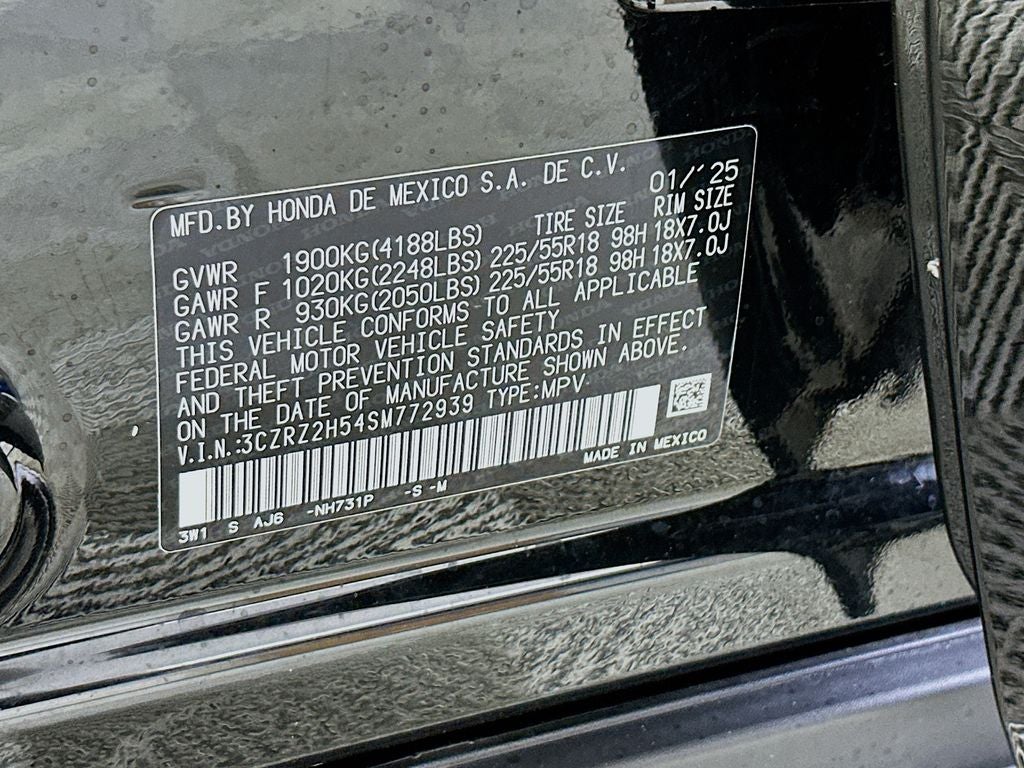 MFD.BY HONDA DE MEXICO S.A. DE C.V. 01/'25
TIRE SIZE RIM SIZE
GVWR 1900KG(4188LBS)
GAWR F 1020KG(2248LBS) 225/55R18 98H 18X7.0J
GAWR R 930KG(2050LBS) 225/55R18 98H 18X7.0J
THIS VEHICLE CONFORMS TO ALL APPLICABLE
FEDERAL MOTOR VEHICLE SAFETY
AND THEFT PREVENTION STANDARDS IN EFFECT
ON THE DATE OF MANUFACTURE SHOWN ABOVE.
V.I.N.:3CZRZ2H54SM772939 TYPE:MPV
MADE IN MEXICO
3W1 S AJ6 -NH731P -S -M